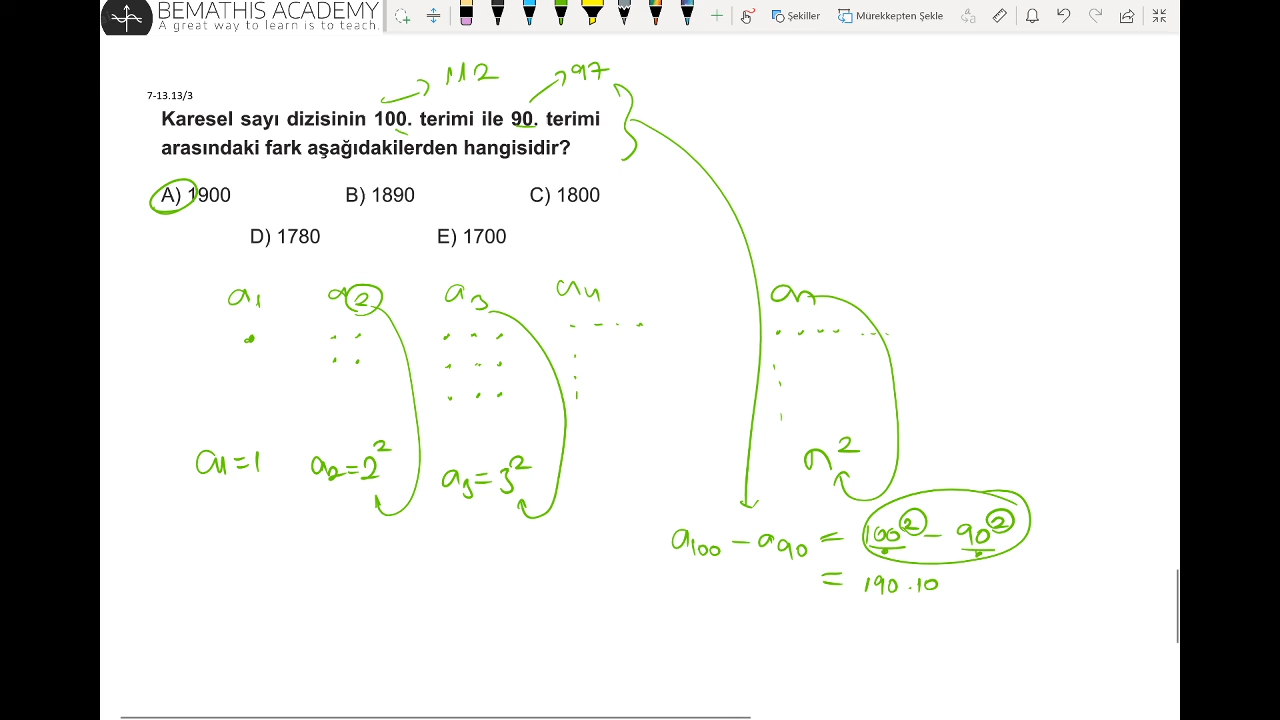 BEMATHIS ACADEMY
A great way to learn is to teach.
Şekiller
Mürekkepten Şekle
112
97
7-13.13/3
Karesel sayı dizisinin 100. terimi ile 90. terimi
arasındaki fark aşağıdakilerden hangisidir?
A) 1900 B) 1890 C) 1800
D) 1780 E) 1700
a₁ a₂ a₃ a₄ aₙ
a₁=1 a₂=2² a₃=3² n²
a₁₀₀ − a₉₀ = 100² − 90²
= 190.10